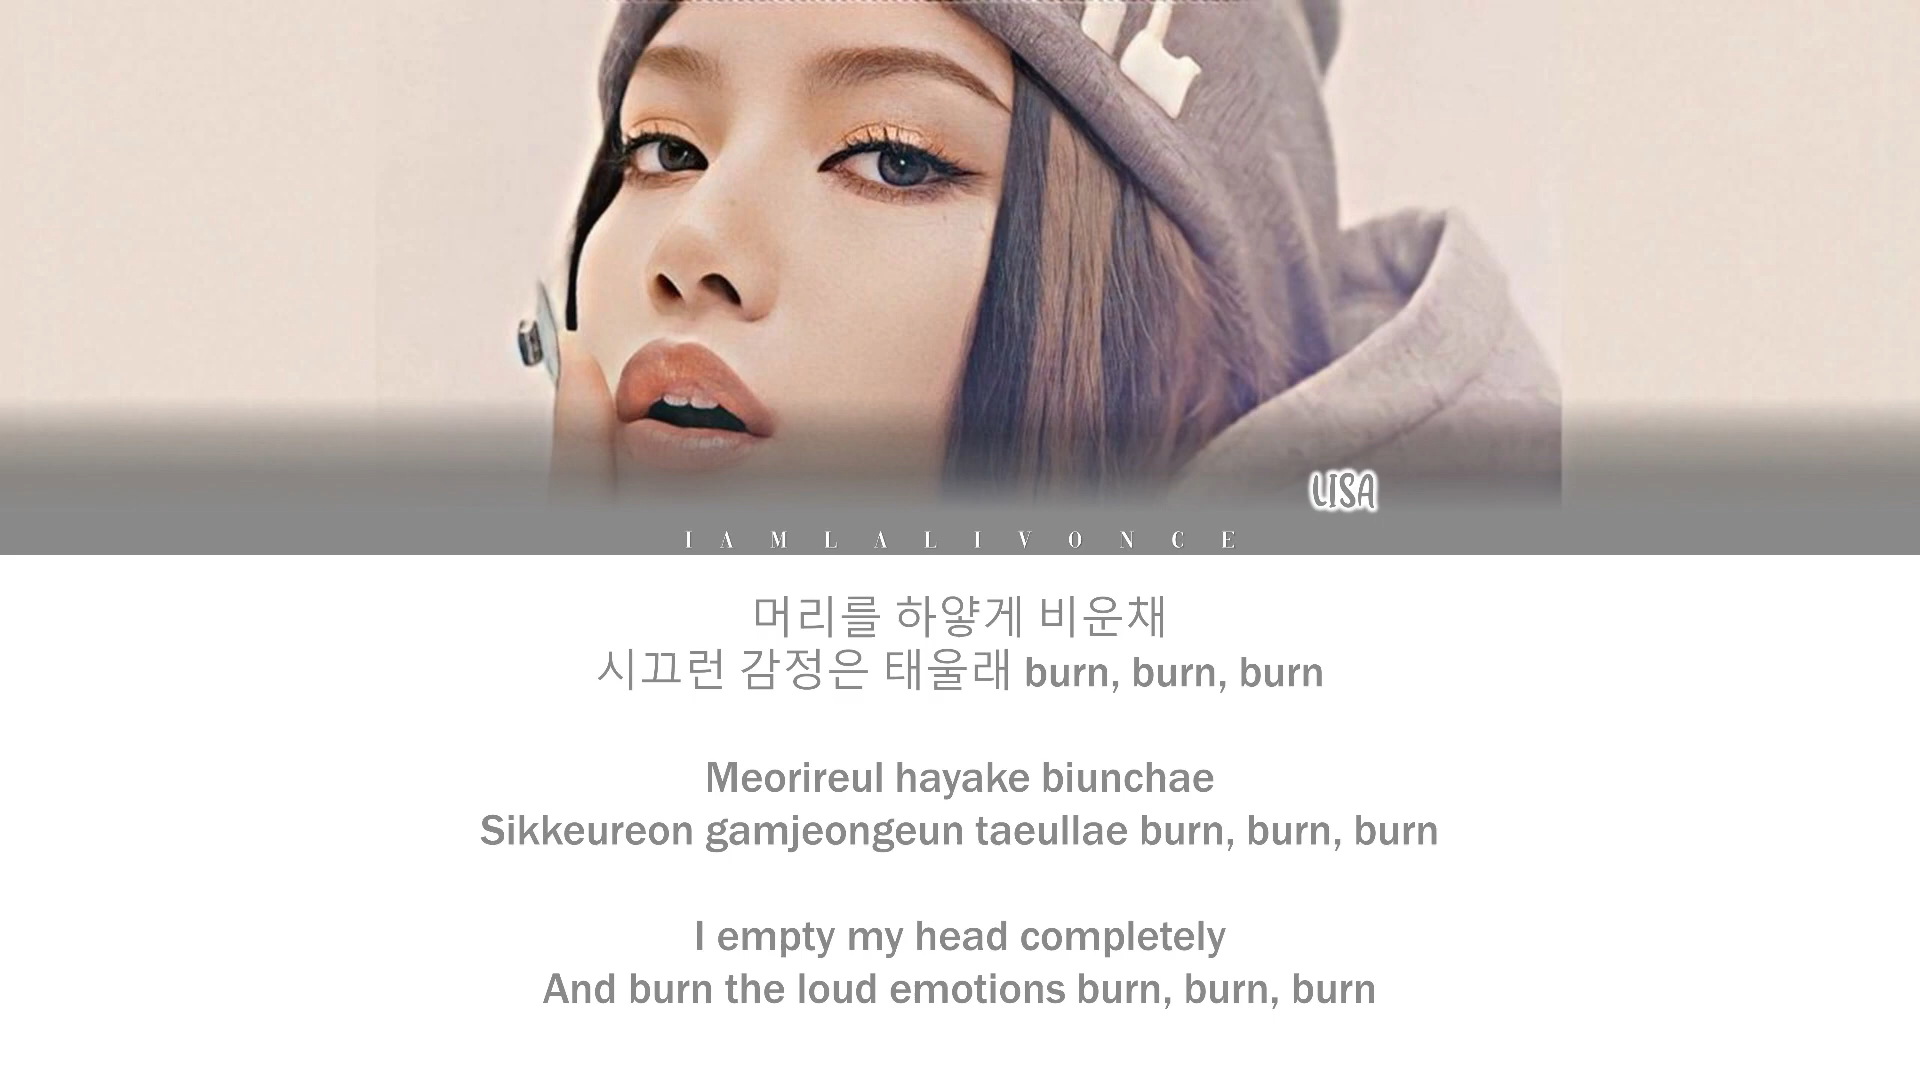 LISA
IAMLALIVONCE
머리를 하얗게 비운채
시끄런 감정은 태울래 burn, burn, burn
Meorireul hayake biunchae
Sikkeureon gamjeongeun taeullae burn, burn, burn
I empty my head completely
And burn the loud emotions burn, burn, burn